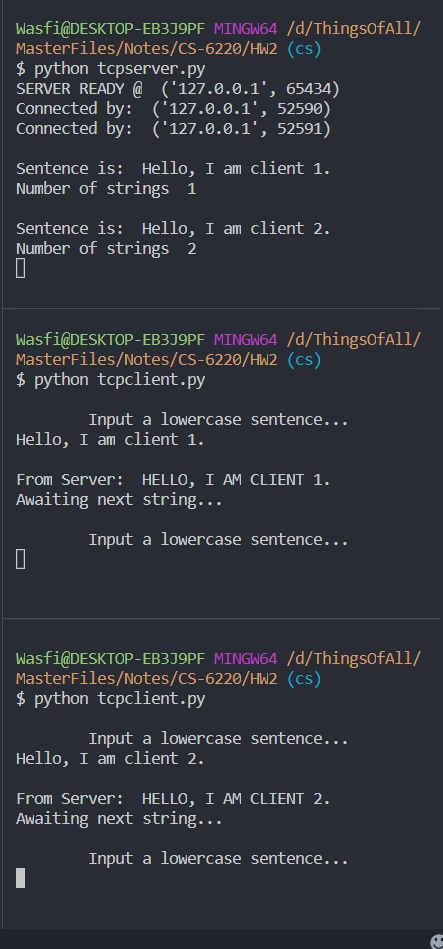 Wasfi@DESKTOP-EB3J9PF MINGW64 /d/ThingsOfAll/
MasterFiles/Notes/CS-6220/HW2 (cs)
$ python tcpserver.py
SERVER READY @  ('127.0.0.1', 65434)
Connected by:  ('127.0.0.1', 52590)
Connected by:  ('127.0.0.1', 52591)
Sentence is:  Hello, I am client 1.
Number of strings  1
Sentence is:  Hello, I am client 2.
Number of strings  2
Wasfi@DESKTOP-EB3J9PF MINGW64 /d/ThingsOfAll/
MasterFiles/Notes/CS-6220/HW2 (cs)
$ python tcpclient.py
Input a lowercase sentence...
Hello, I am client 1.
From Server:  HELLO, I AM CLIENT 1.
Awaiting next string...
Input a lowercase sentence...
Wasfi@DESKTOP-EB3J9PF MINGW64 /d/ThingsOfAll/
MasterFiles/Notes/CS-6220/HW2 (cs)
$ python tcpclient.py
Input a lowercase sentence...
Hello, I am client 2.
From Server:  HELLO, I AM CLIENT 2.
Awaiting next string...
Input a lowercase sentence...